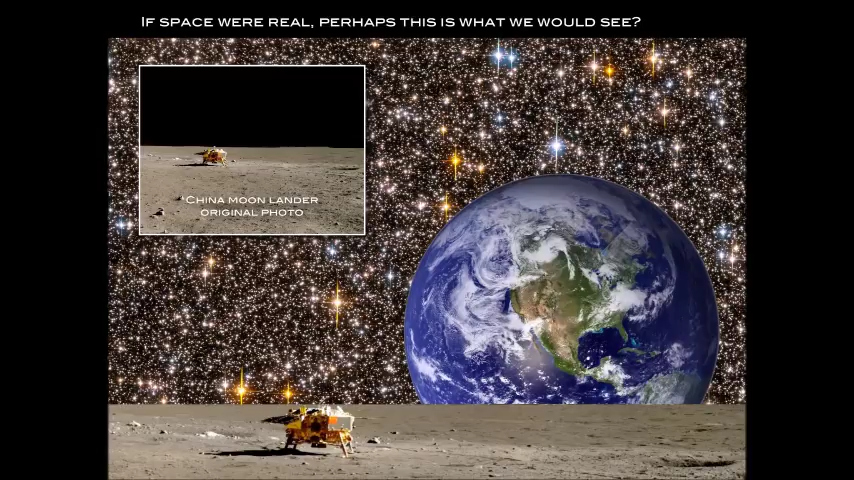 If space were real, perhaps this is what we would see?
*China moon lander
original photo